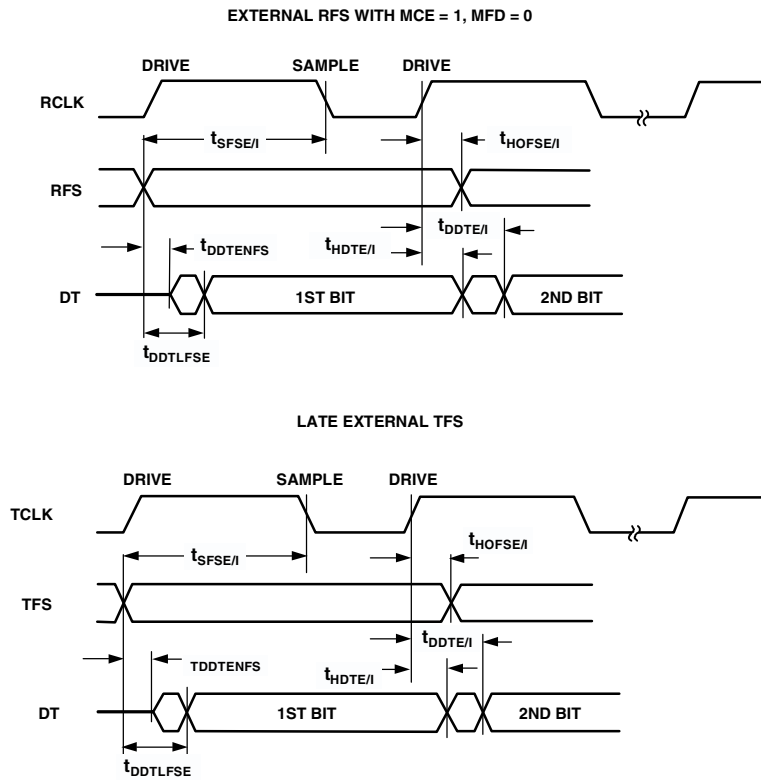 EXTERNAL RFS WITH MCE = 1, MFD = 0
DRIVE SAMPLE DRIVE
RCLK
tSFSE/I tHOFSE/I
RFS
tDDTE/I
tDDTENFS tHDTE/I
DT 1ST BIT 2ND BIT
tDDTLFSE
LATE EXTERNAL TFS
DRIVE SAMPLE DRIVE
TCLK
tSFSE/I tHOFSE/I
TFS
tDDTE/I
TDDTENFS tHDTE/I
DT 1ST BIT 2ND BIT
tDDTLFSE